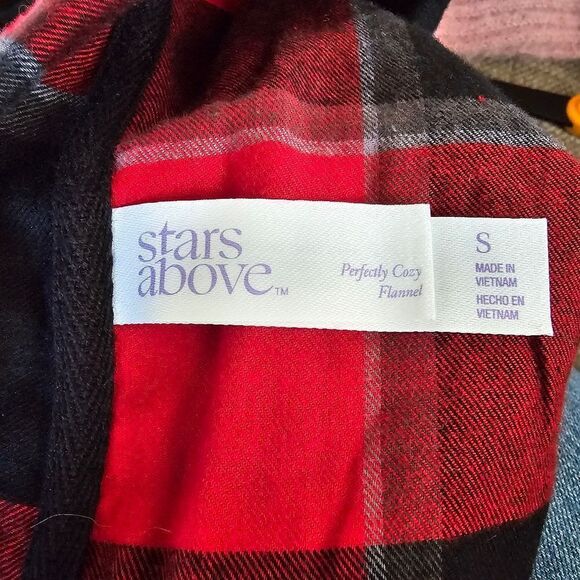 stars
above™
Perfectly Cozy
Flannel
S
MADE IN
VIETNAM
HECHO EN
VIETNAM